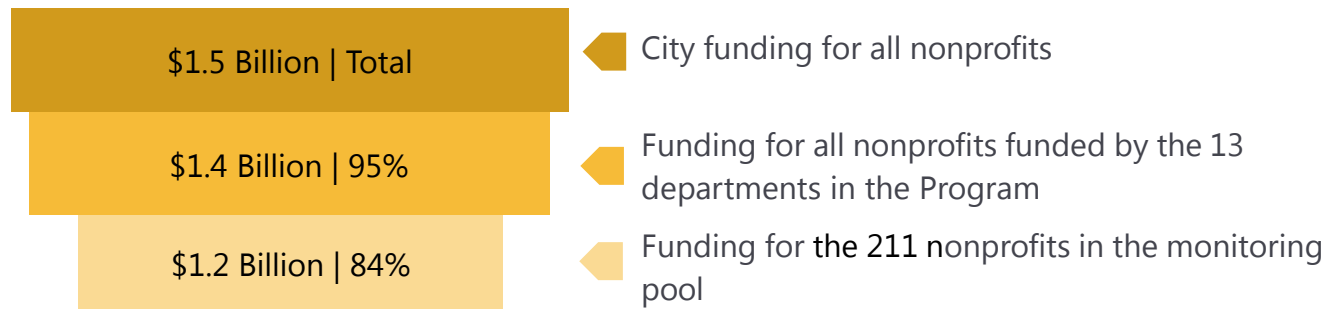 $1.5 Billion | Total
City funding for all nonprofits
$1.4 Billion | 95%
Funding for all nonprofits funded by the 13
departments in the Program
$1.2 Billion | 84%
Funding for the 211 nonprofits in the monitoring
pool